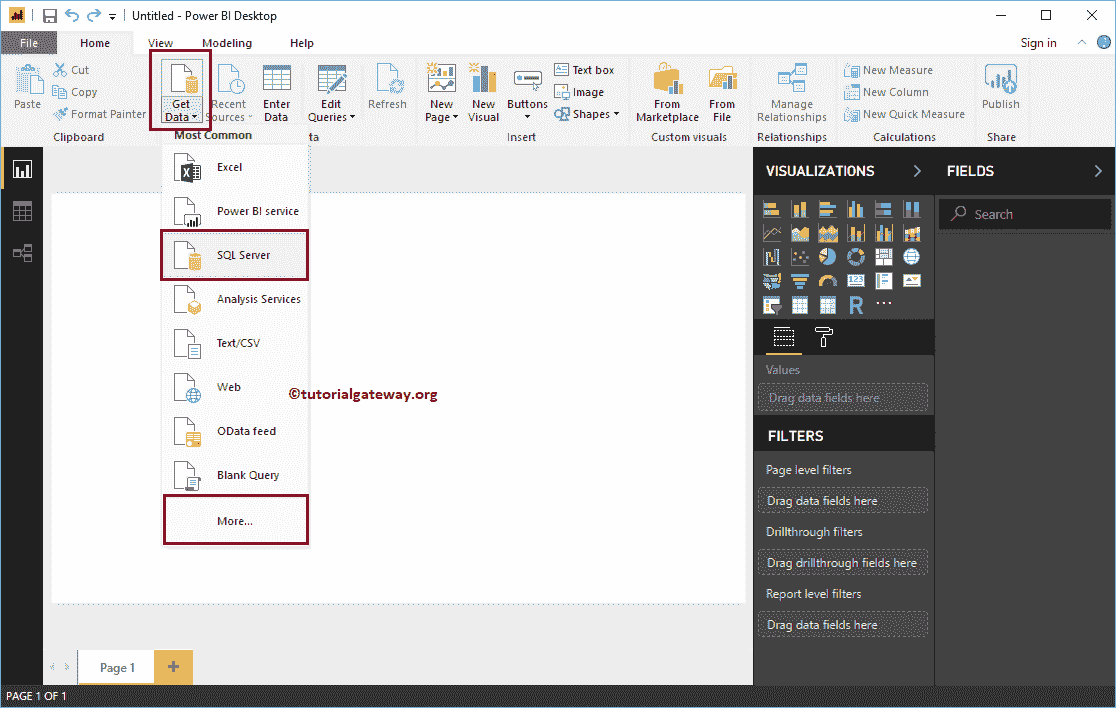 Untitled - Power BI Desktop
File Home View Modeling Help Sign in
Paste
Cut
Copy
Format Painter
Clipboard
Get
Data
Recent
Sources
Enter
Data
Edit
Queries
ta
Refresh
New
Page
New
Visual
Buttons
Text box
Image
Shapes
Insert
From
Marketplace
From
File
Custom visuals
Manage
Relationships
Relationships
New Measure
New Column
New Quick Measure
Calculations
Publish
Share
Most Common
Excel
Power BI service
SQL Server
Analysis Services
Text/CSV
Web
OData feed
Blank Query
More...
©tutorialgateway.org
VISUALIZATIONS
123
R
...
Values
Drag data fields here
FILTERS
Page level filters
Drag data fields here
Drillthrough filters
Drag drillthrough fields here
Report level filters
Drag data fields here
FIELDS
Search
Page 1
PAGE 1 OF 1